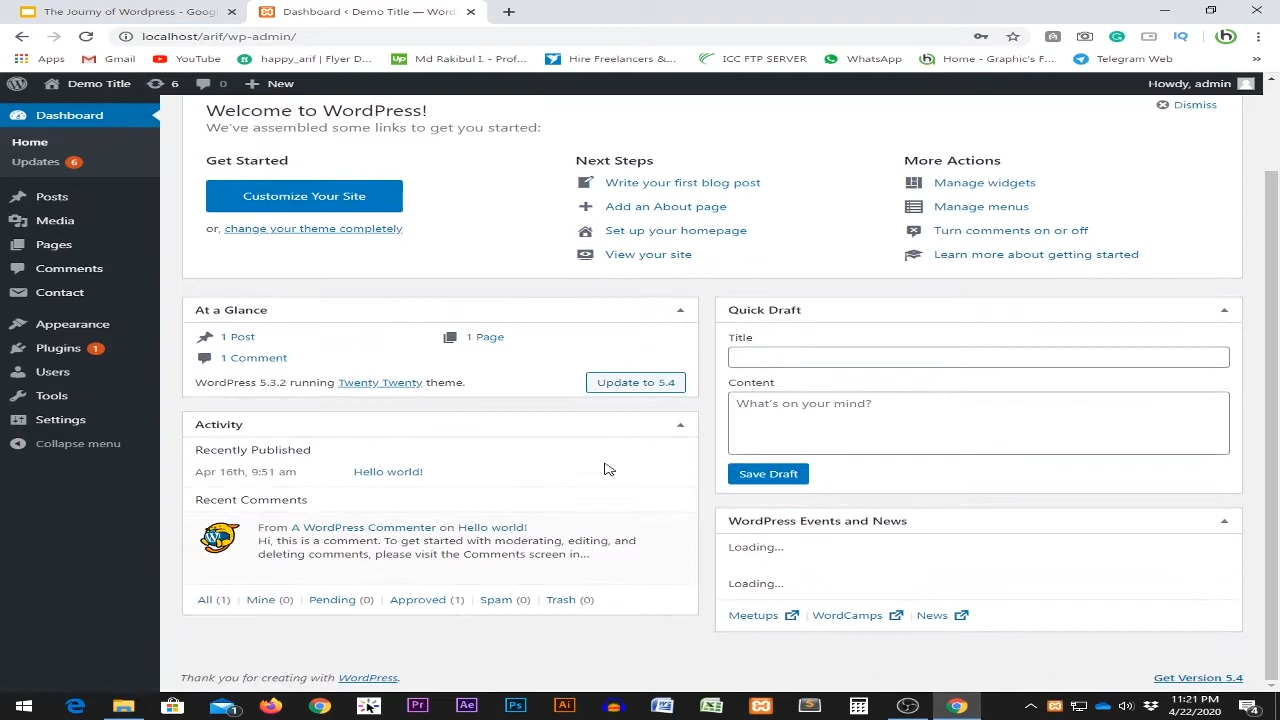 The Journy of Wordpress - Goog
Dashboard < Demo Title — Word
localhost/arif/wp-admin/
Apps
Gmail
YouTube
happy_arif | Flyer D...
Up
Md Rakibul I. - Prof...
Hire Freelancers &...
ICC FTP SERVER
WhatsApp
Home - Graphic's F...
Telegram Web
Demo Title
6
0
New
Howdy, admin
Dashboard
Home
Updates 6
Posts
Media
Pages
Comments
Contact
Appearance
Plugins 1
Users
Tools
Settings
Collapse menu
Welcome to WordPress!
Dismiss
We've assembled some links to get you started:
Get Started
Customize Your Site
or, change your theme completely
Next Steps
Write your first blog post
Add an About page
Set up your homepage
View your site
More Actions
Manage widgets
Manage menus
Turn comments on or off
Learn more about getting started
At a Glance
1 Post
1 Page
1 Comment
WordPress 5.3.2 running Twenty Twenty theme.
Update to 5.4
Activity
Recently Published
Apr 16th, 9:51 am
Hello world!
Recent Comments
From A WordPress Commenter on Hello world!
Hi, this is a comment. To get started with moderating, editing, and
deleting comments, please visit the Comments screen in...
All (1) | Mine (0) | Pending (0) | Approved (1) | Spam (0) | Trash (0)
Quick Draft
Title
Content
What's on your mind?
Save Draft
WordPress Events and News
Loading...
Loading...
Meetups | WordCamps | News
Thank you for creating with WordPress.
Get Version 5.4
1
Pr
Ae
Ps
Ai
S
11:21 PM
4/22/2020
4